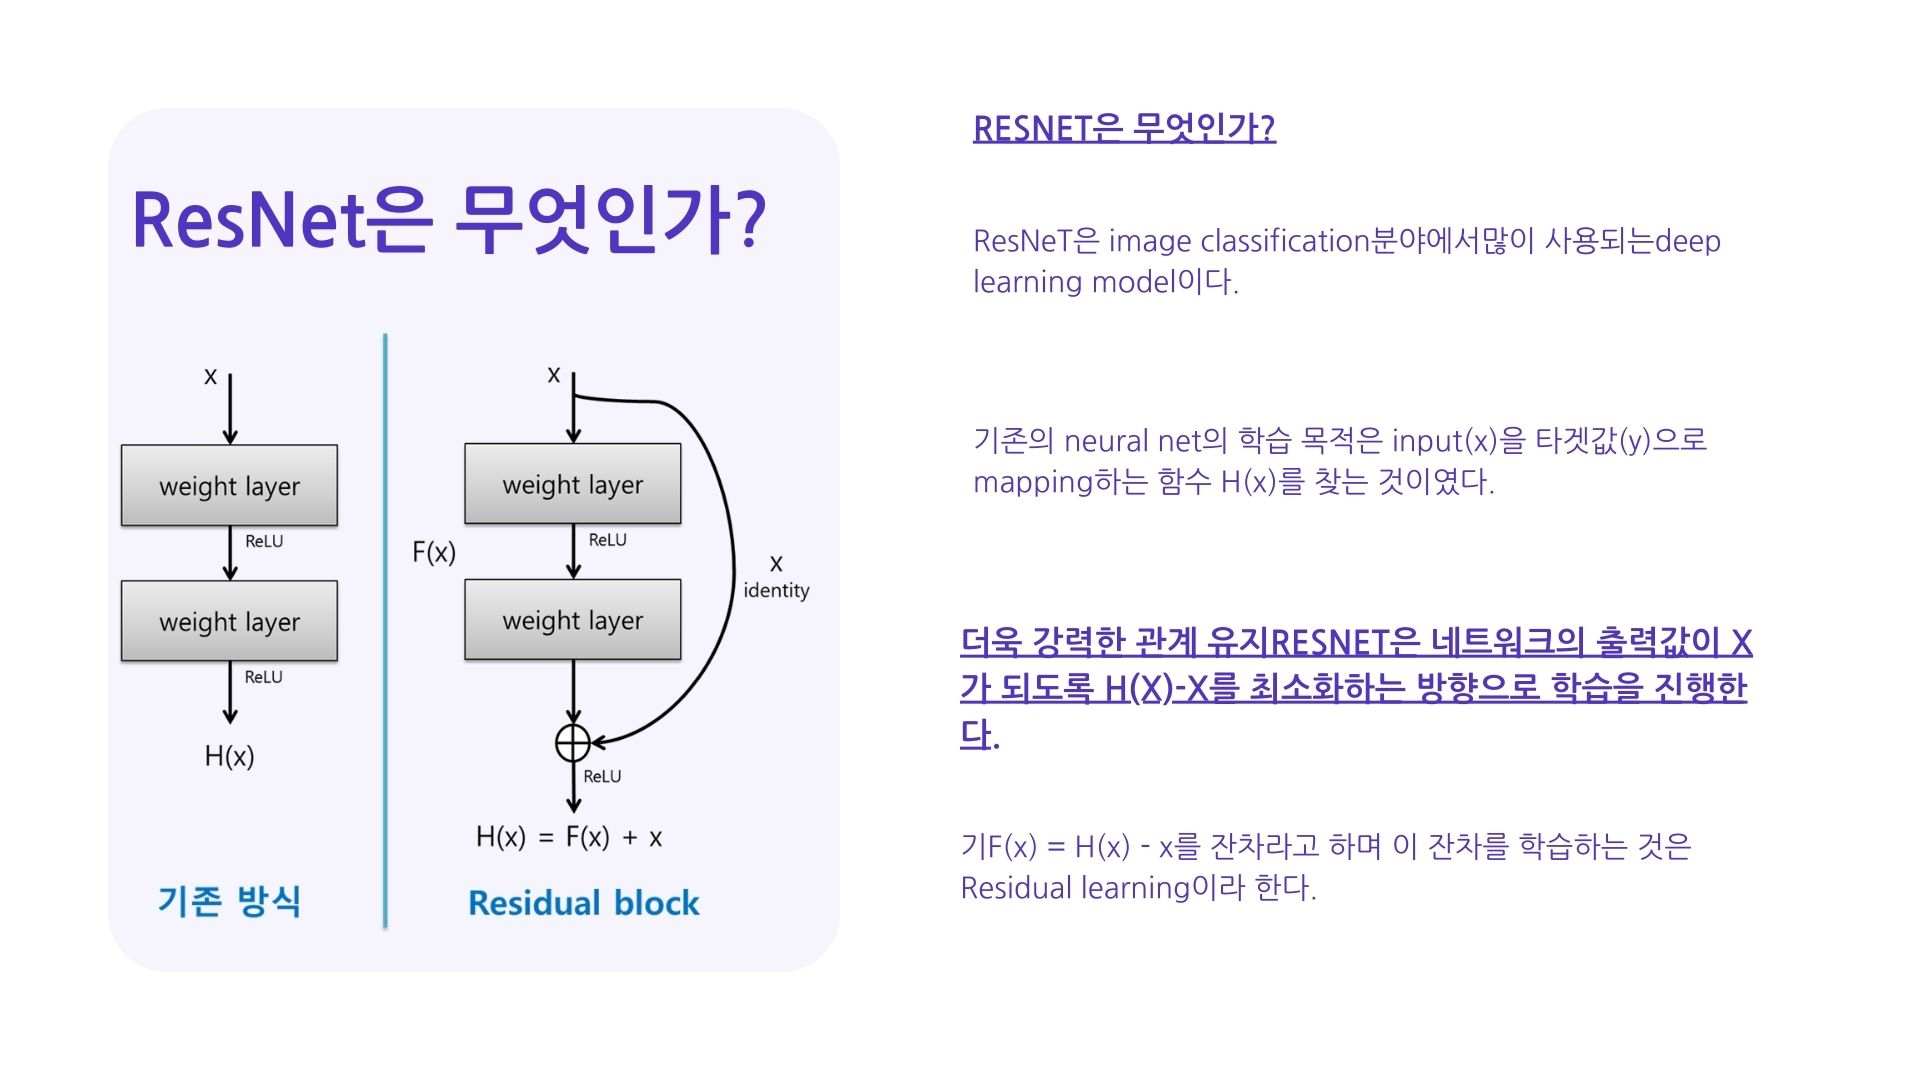 ResNet은 무엇인가?
x
weight layer
ReLU
weight layer
ReLU
H(x)
기존 방식
x
weight layer
ReLU
F(x)
weight layer
x
identity
ReLU
H(x) = F(x) + x
Residual block
RESNET은 무엇인가?
ResNeT은 image classification분야에서많이 사용되는deep
learning model이다.
기존의 neural net의 학습 목적은 input(x)을 타겟값(y)으로
mapping하는 함수 H(x)를 찾는 것이였다.
더욱 강력한 관계 유지RESNET은 네트워크의 출력값이 X
가 되도록 H(X)-X를 최소화하는 방향으로 학습을 진행한
다.
기F(x) = H(x) - x를 잔차라고 하며 이 잔차를 학습하는 것은
Residual learning이라 한다.